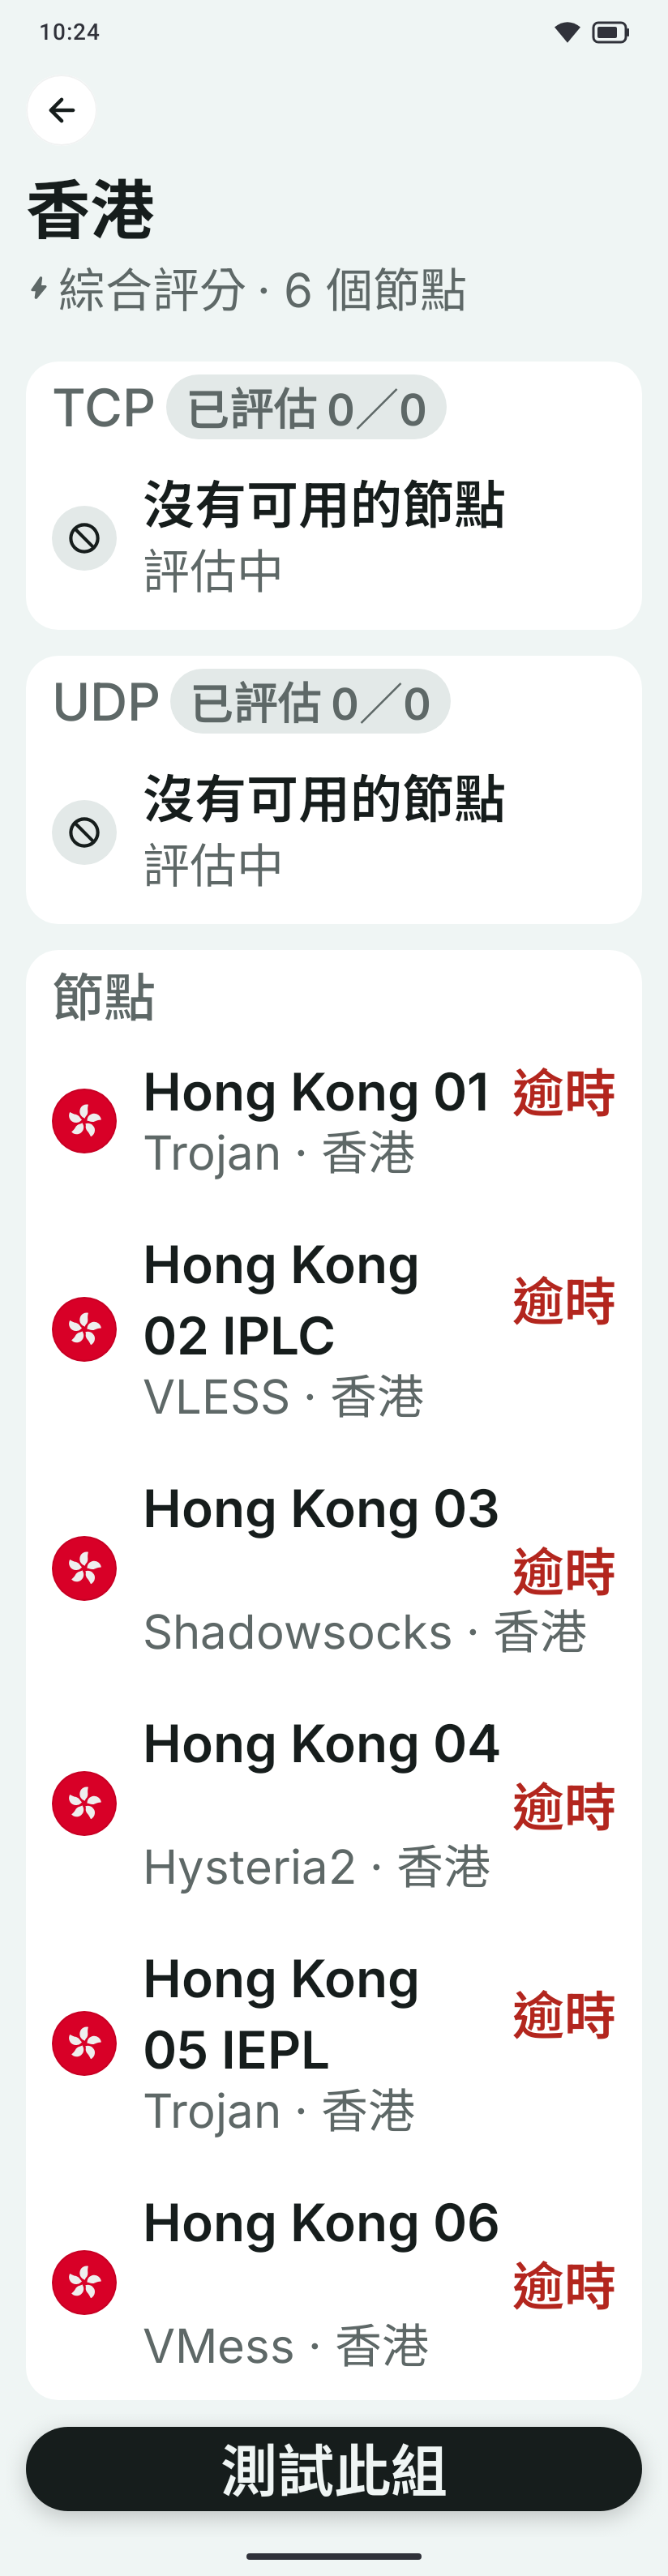 10:24
香港
綜合評分 · 6 個節點
TCP 已評估 0／0
沒有可用的節點
評估中
UDP 已評估 0／0
沒有可用的節點
評估中
節點
Hong Kong 01 逾時
Trojan · 香港
Hong Kong
02 IPLC
逾時
VLESS · 香港
Hong Kong 03
逾時
Shadowsocks · 香港
Hong Kong 04
逾時
Hysteria2 · 香港
Hong Kong
05 IEPL
逾時
Trojan · 香港
Hong Kong 06
逾時
VMess · 香港
測試此組